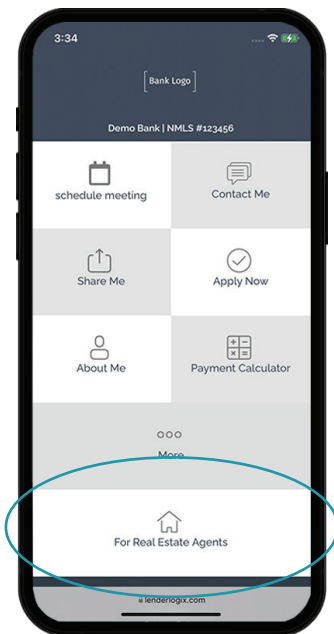 3:34
[Bank Logo]
Demo Bank | NMLS #123456
schedule meeting
Contact Me
Share Me
Apply Now
About Me
Payment Calculator
More
For Real Estate Agents
lenderlogix.com